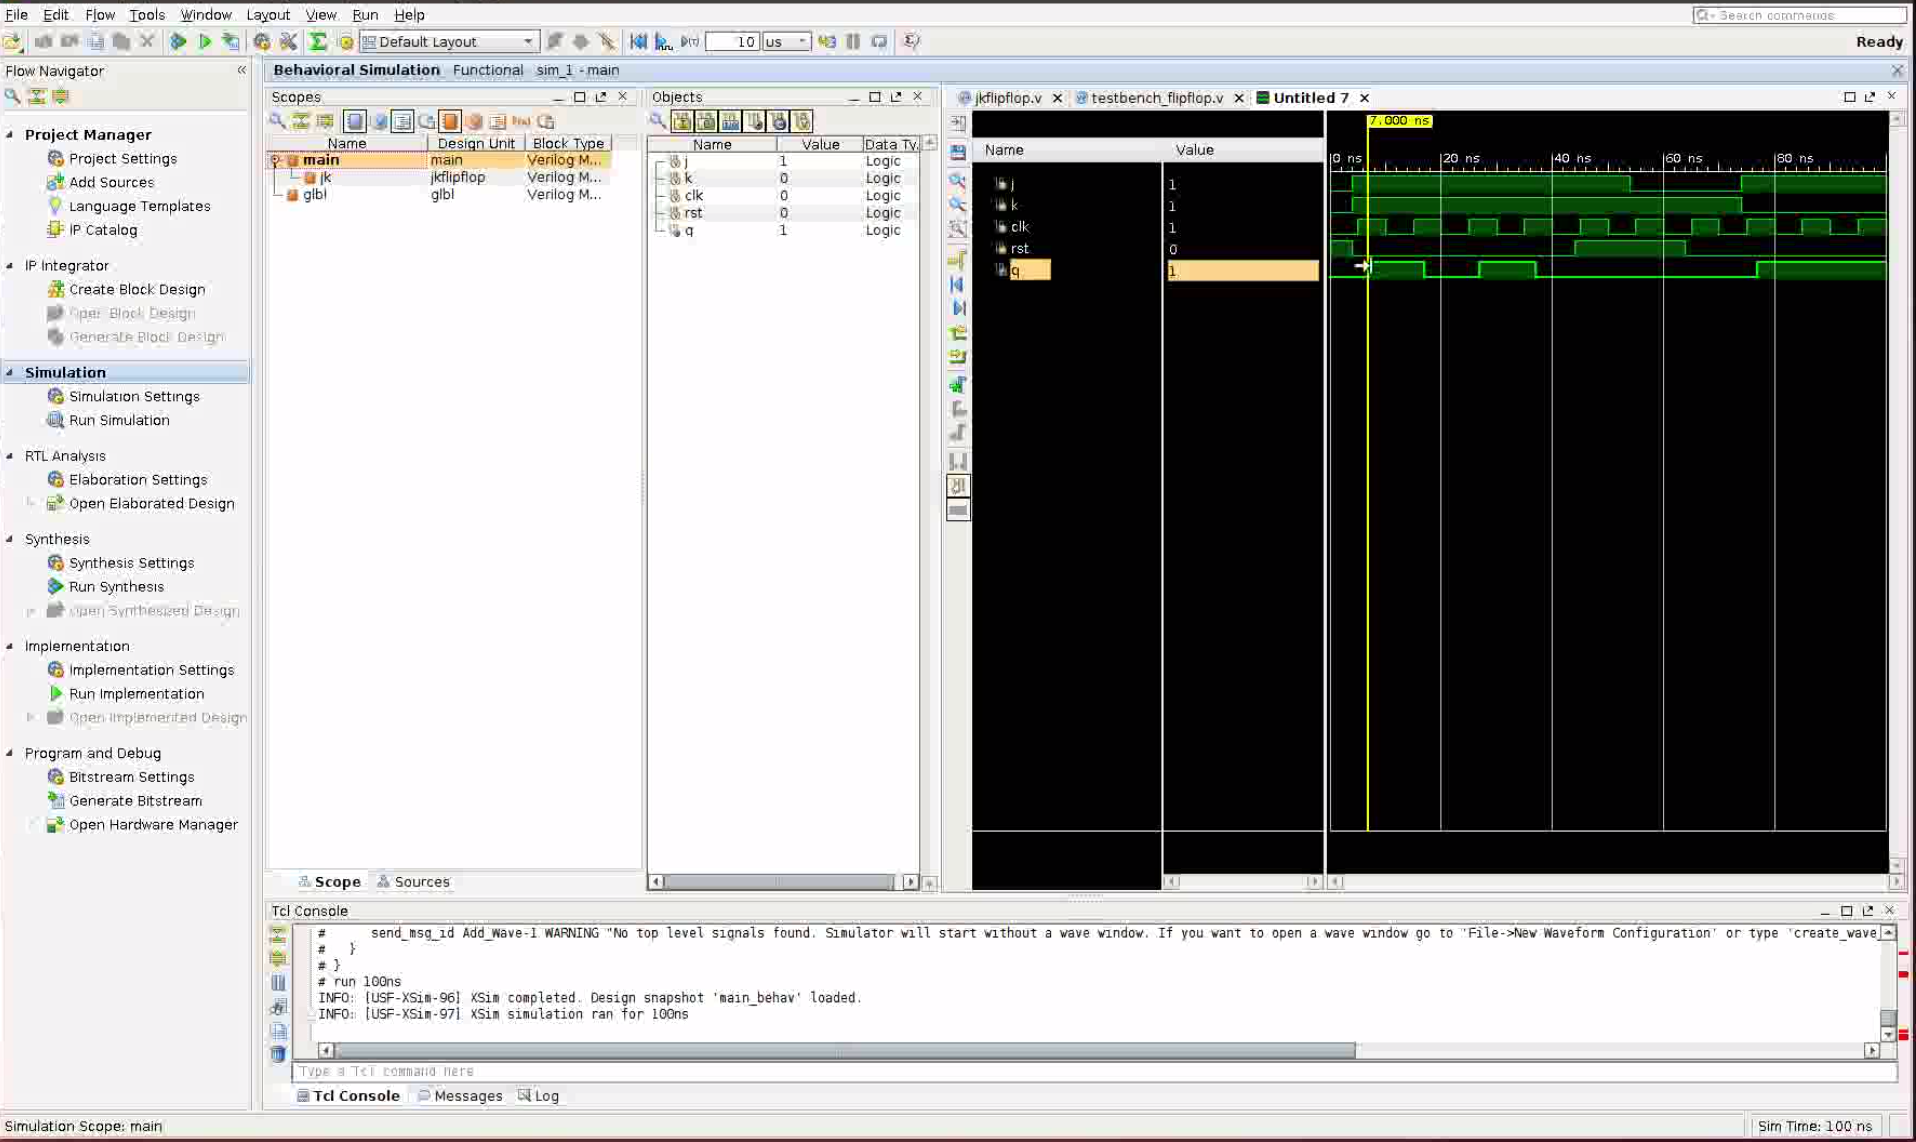 File Edit Flow Tools Window Layout View Run Help
Search commands
Default Layout
10 us
Ready
Flow Navigator
Behavioral Simulation Functional sim_1 - main
Project Manager
Project Settings
Add Sources
Language Templates
IP Catalog
IP Integrator
Create Block Design
Open Block Design
Generate Block Design
Simulation
Simulation Settings
Run Simulation
RTL Analysis
Elaboration Settings
Open Elaborated Design
Synthesis
Synthesis Settings
Run Synthesis
Open Synthesized Design
Implementation
Implementation Settings
Run Implementation
Open Implemented Design
Program and Debug
Bitstream Settings
Generate Bitstream
Open Hardware Manager
Scopes
Name Design Unit Block Type
main main Verilog M...
jk jkflipflop Verilog M...
glbl glbl Verilog M...
Scope Sources
Objects
Name Value Data Ty.
j 1 Logic
k 0 Logic
clk 0 Logic
rst 0 Logic
q 1 Logic
jkflipflop.v testbench_flipflop.v Untitled 7
7.000 ns
Name Value
0 ns 20 ns 40 ns 60 ns 80 ns
j 1
k 1
clk 1
rst 0
q 1
Tcl Console
# send_msg_id Add_Wave-1 WARNING "No top level signals found. Simulator will start without a wave window. If you want to open a wave window go to 'File->New Waveform Configuration' or type 'create_wave
# }
# }
# run 100ns
INFO: [USF-XSim-96] XSim completed. Design snapshot 'main_behav' loaded.
INFO: [USF-XSim-97] XSim simulation ran for 100ns
Type a Tcl command here
Tcl Console Messages Log
Simulation Scope: main
Sim Time: 100 ns